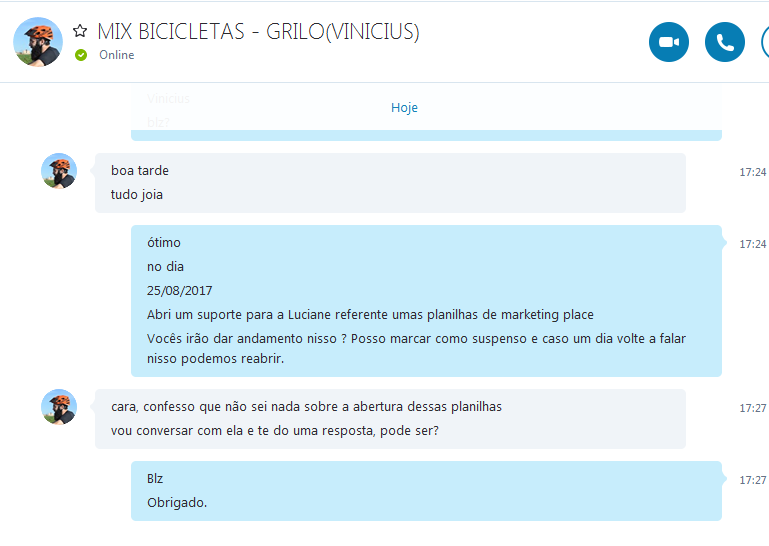 MIX BICICLETAS - GRILO(VINICIUS)
Online
Vinicius
blz?
Hoje
boa tarde
tudo joia
17:24
ótimo
no dia
25/08/2017
Abri um suporte para a Luciane referente umas planilhas de marketing place
Vocês irão dar andamento nisso ? Posso marcar como suspenso e caso um dia volte a falar
nisso podemos reabrir.
17:24
cara, confesso que não sei nada sobre a abertura dessas planilhas
vou conversar com ela e te do uma resposta, pode ser?
17:27
Blz
Obrigado.
17:27